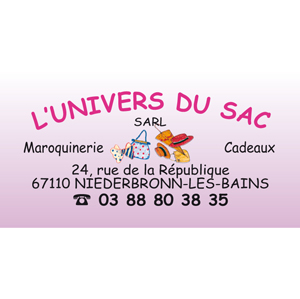 L'UNIVERS DU SAC
SARL
Maroquinerie Cadeaux
24, rue de la République
67110 NIEDERBRONN-LES-BAINS
☎ 03 88 80 38 35